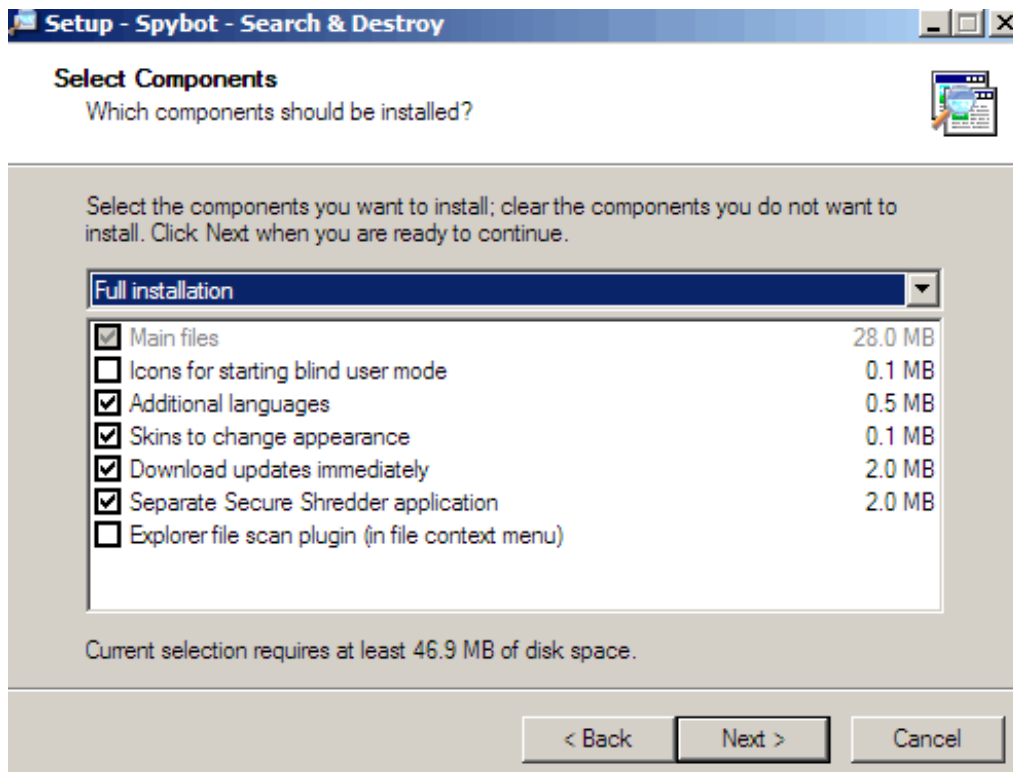 Setup - Spybot - Search & Destroy
Select Components
Which components should be installed?
Select the components you want to install; clear the components you do not want to
install. Click Next when you are ready to continue.
Full installation
Main files 28.0 MB
Icons for starting blind user mode 0.1 MB
Additional languages 0.5 MB
Skins to change appearance 0.1 MB
Download updates immediately 2.0 MB
Separate Secure Shredder application 2.0 MB
Explorer file scan plugin (in file context menu)
Current selection requires at least 46.9 MB of disk space.
< Back Next > Cancel